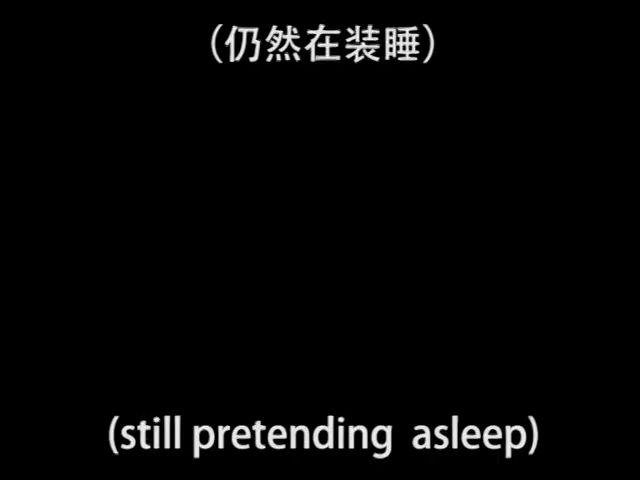 (仍然在装睡)
(still pretending  asleep)